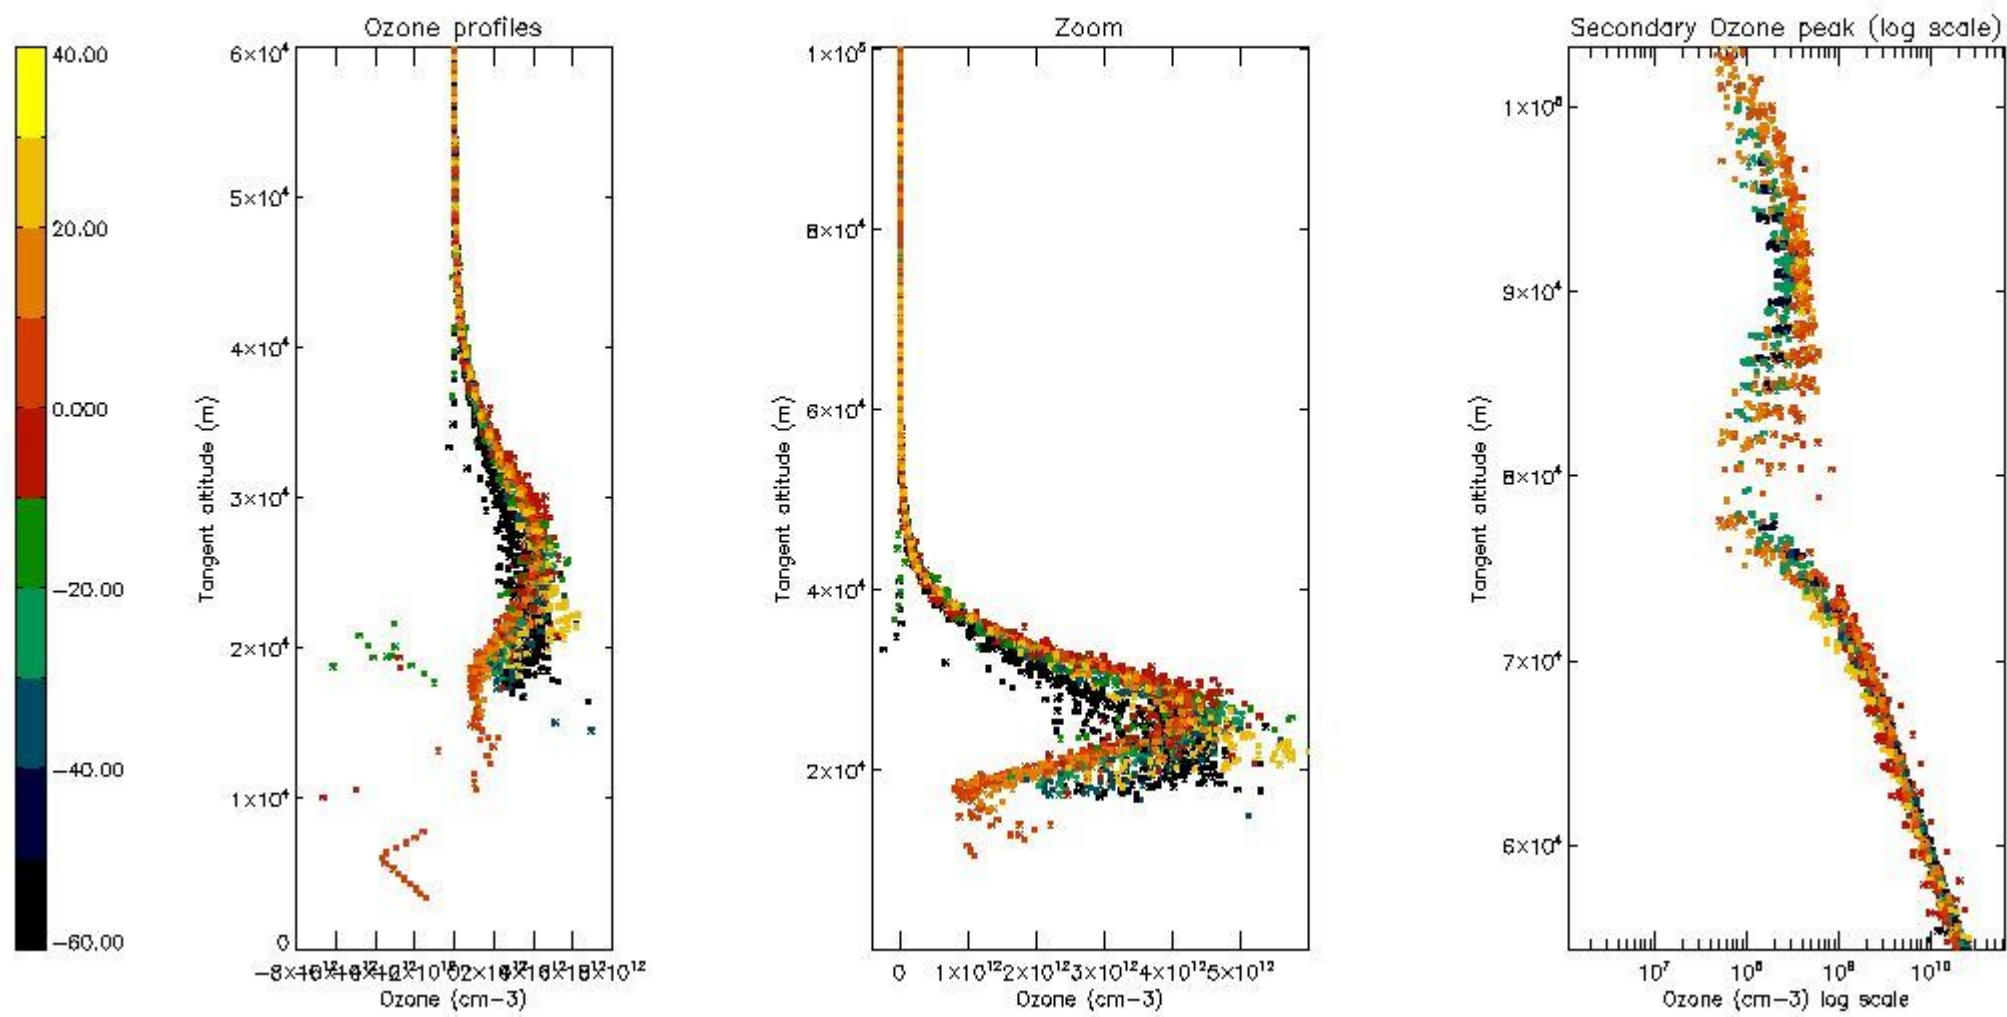 Ozone profiles
Zoom
Secondary Ozone peak (log scale)
40.00
20.00
0.000
−20.00
−40.00
−60.00
6×10⁴
5×10⁴
4×10⁴
3×10⁴
2×10⁴
1×10⁴
0
Tangent altitude (m)
Ozone (cm−3)
1×10⁵
8×10⁴
6×10⁴
4×10⁴
2×10⁴
Tangent altitude (m)
0 1×10¹² 2×10¹² 3×10¹² 4×10¹² 5×10¹²
Ozone (cm−3)
9×10⁴
8×10⁴
7×10⁴
6×10⁴
Tangent altitude (m)
10⁷ 10⁸ 10⁹ 10¹⁰
Ozone (cm−3) log scale